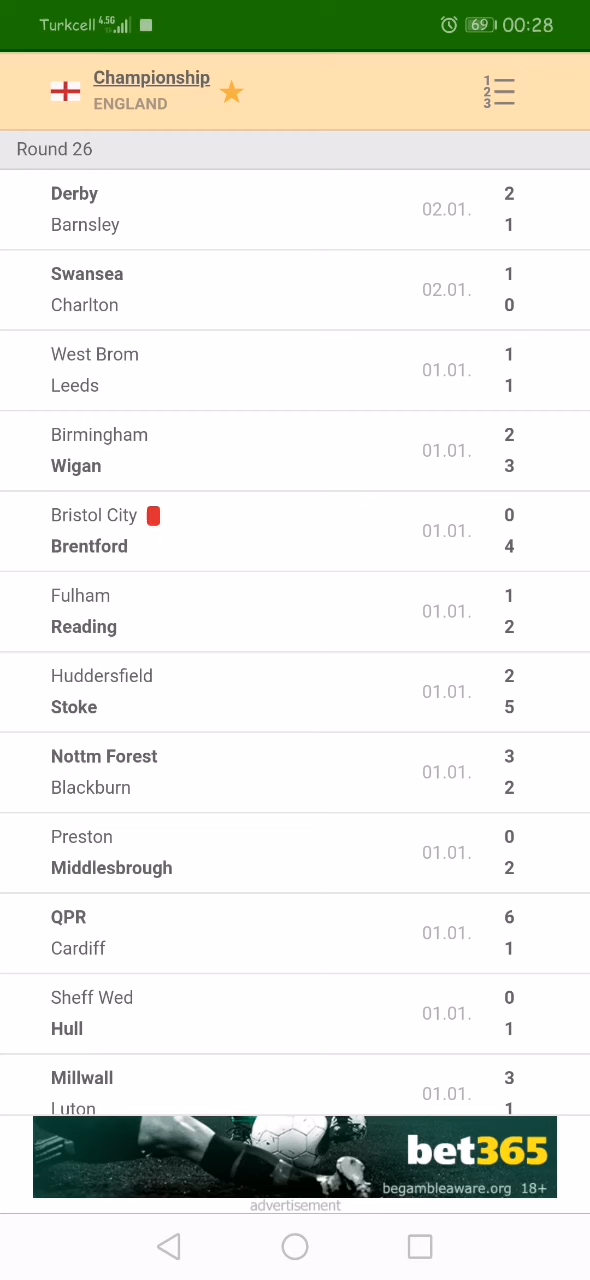 Turkcell 4.5G 69 00:28
Championship
ENGLAND
1
2
3
Round 26
Derby 2
02.01.
Barnsley 1
Swansea 1
02.01.
Charlton 0
West Brom 1
01.01.
Leeds 1
Birmingham 2
01.01.
Wigan 3
Bristol City 0
01.01.
Brentford 4
Fulham 1
01.01.
Reading 2
Huddersfield 2
01.01.
Stoke 5
Nottm Forest 3
01.01.
Blackburn 2
Preston 0
01.01.
Middlesbrough 2
QPR 6
01.01.
Cardiff 1
Sheff Wed 0
01.01.
Hull 1
Millwall 3
01.01.
Luton 1
bet365
begambleaware.org 18+
advertisement